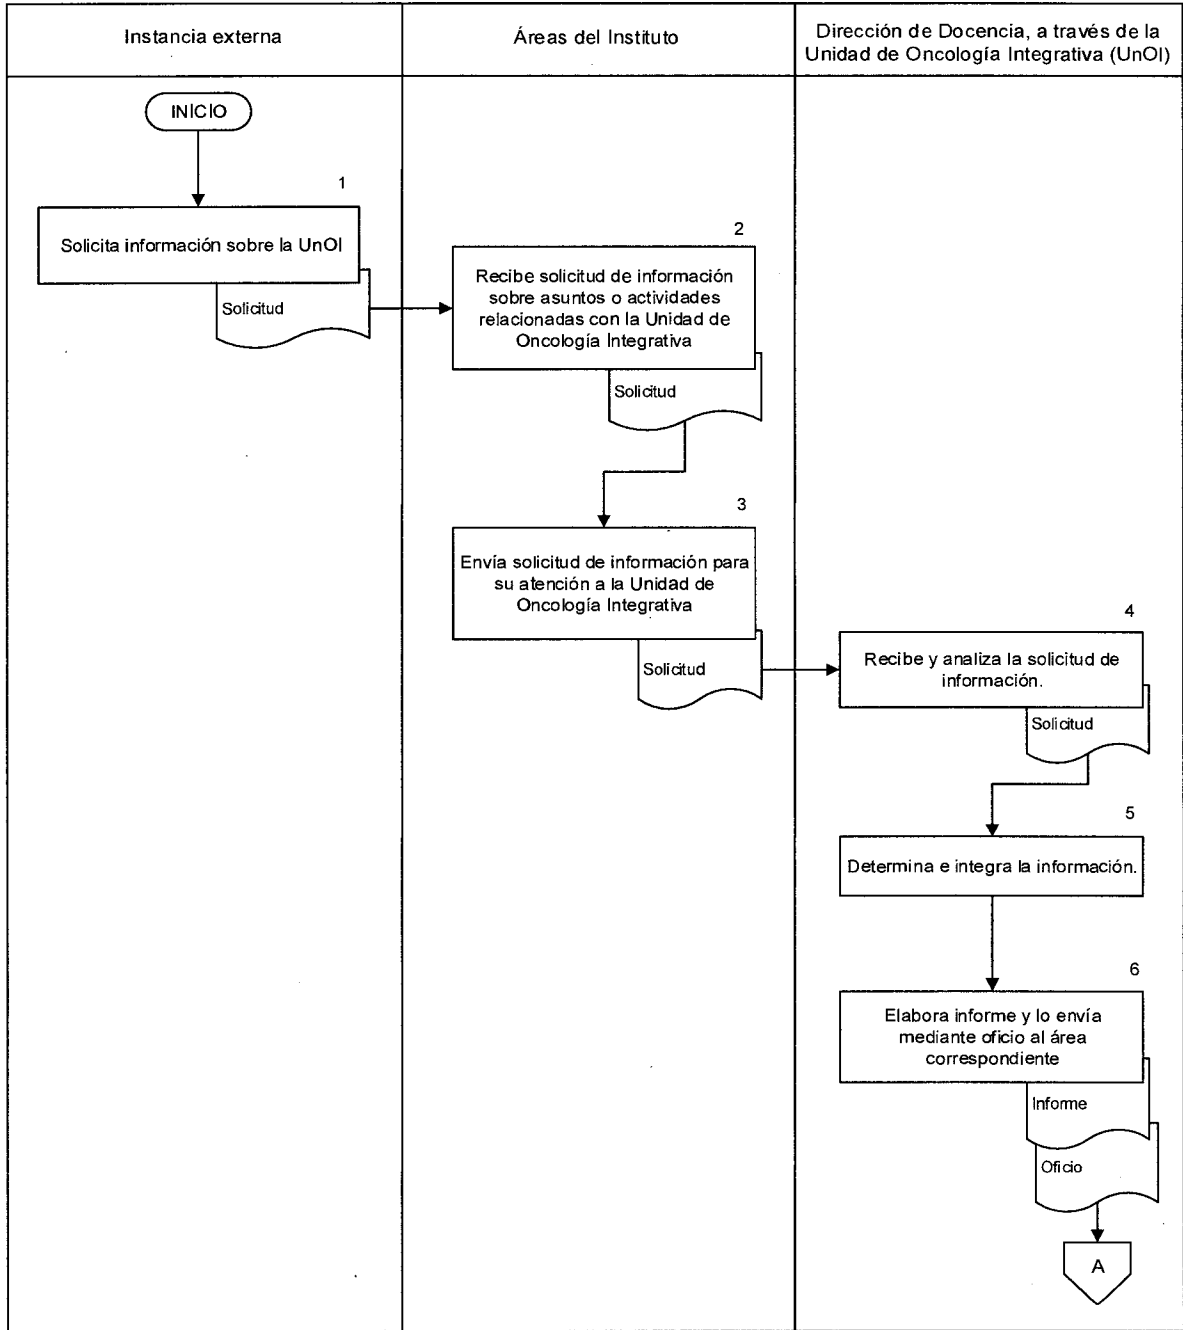 Instancia externa
Áreas del Instituto
Dirección de Docencia, a través de la
Unidad de Oncología Integrativa (UnOI)
INICIO
1
Solicita información sobre la UnOI
Solicitud
2
Recibe solicitud de información
sobre asuntos o actividades
relacionadas con la Unidad de
Oncología Integrativa
Solicitud
3
Envía solicitud de información para
su atención a la Unidad de
Oncología Integrativa
Solicitud
4
Recibe y analiza la solicitud de
información.
Solicitud
5
Determina e integra la información.
6
Elabora informe y lo envía
mediante oficio al área
correspondiente
Informe
Oficio
A